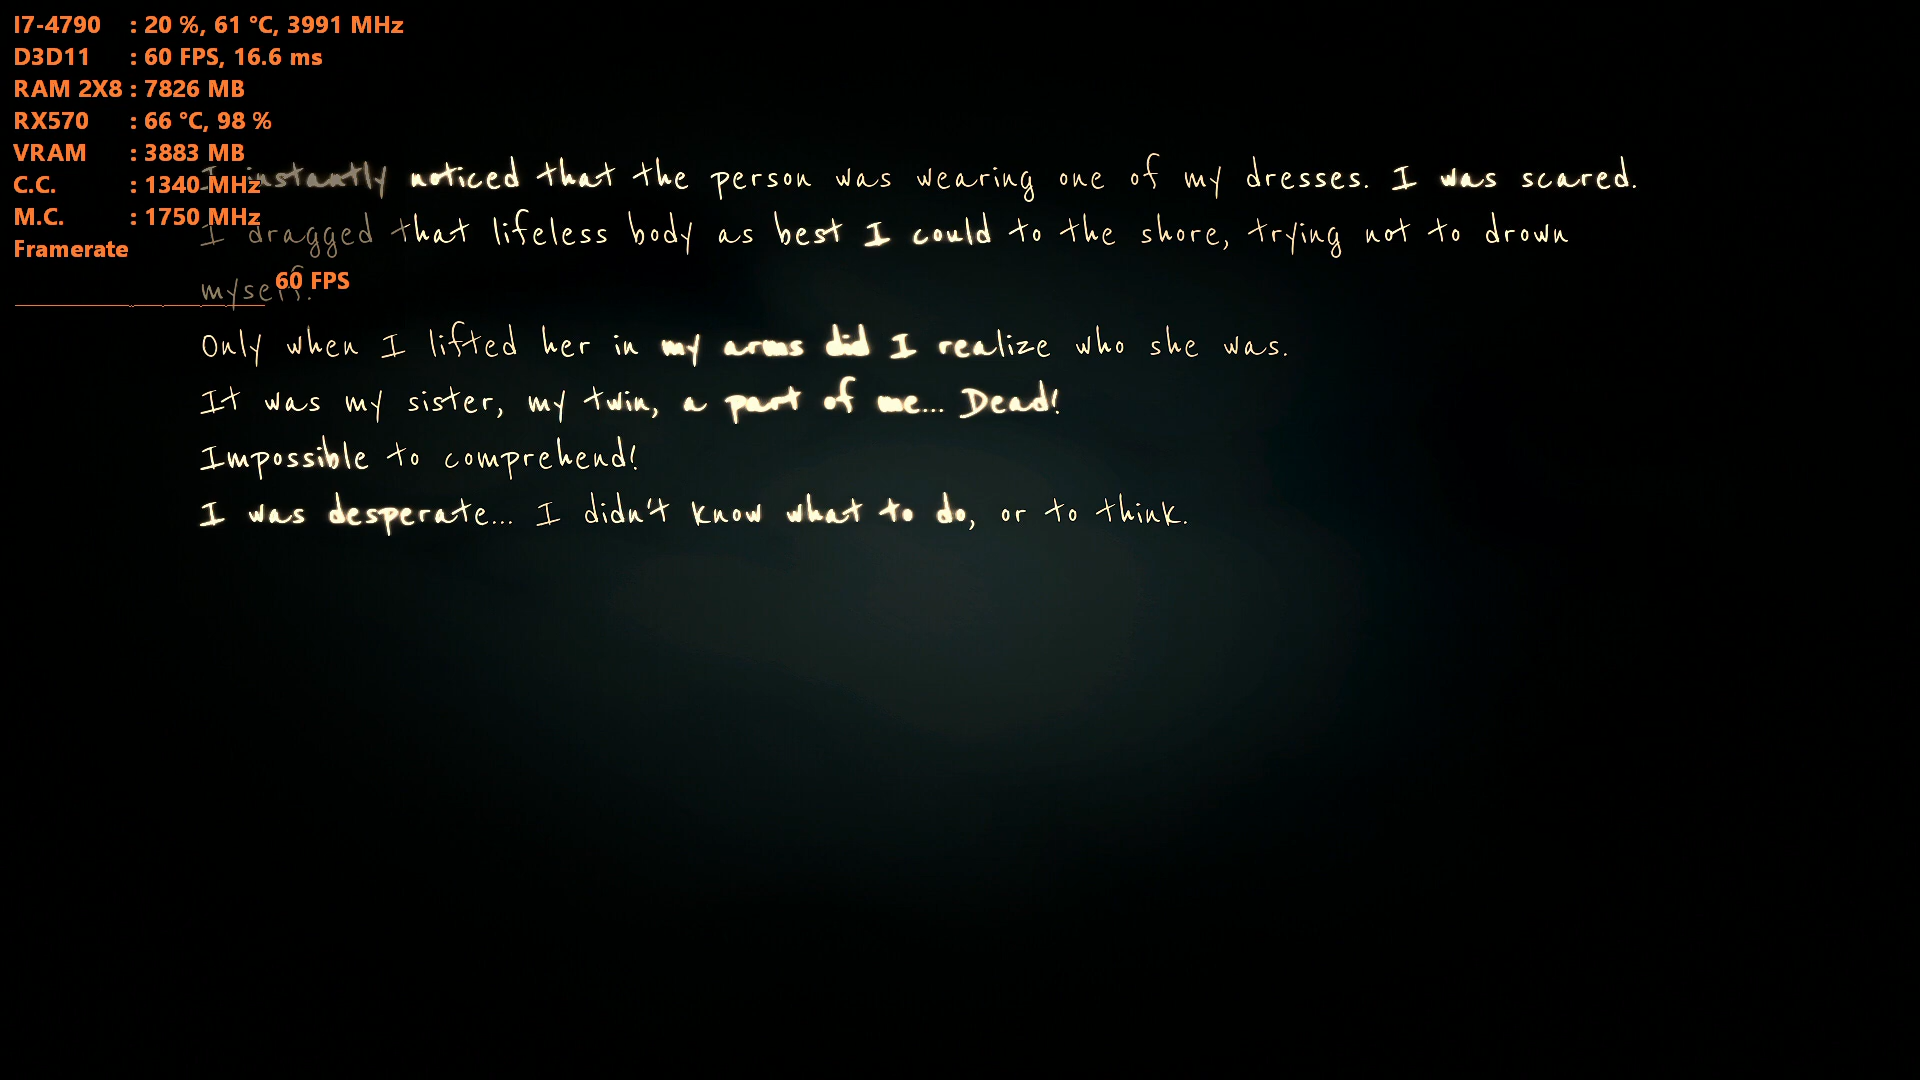 I7-4790 : 20 %, 61 °C, 3991 MHz
D3D11 : 60 FPS, 16.6 ms
RAM 2X8 : 7826 MB
RX570 : 66 °C, 98 %
VRAM : 3883 MB
C.C. : 1340 MHz
M.C. : 1750 MHz
Framerate
60 FPS
I instantly noticed that the person was wearing one of my dresses. I was scared.
I dragged that lifeless body as best I could to the shore, trying not to drown
myself.
Only when I lifted her in my arms did I realize who she was.
It was my sister, my twin, a part of me... Dead!
Impossible to comprehend!
I was desperate... I didn't know what to do, or to think.